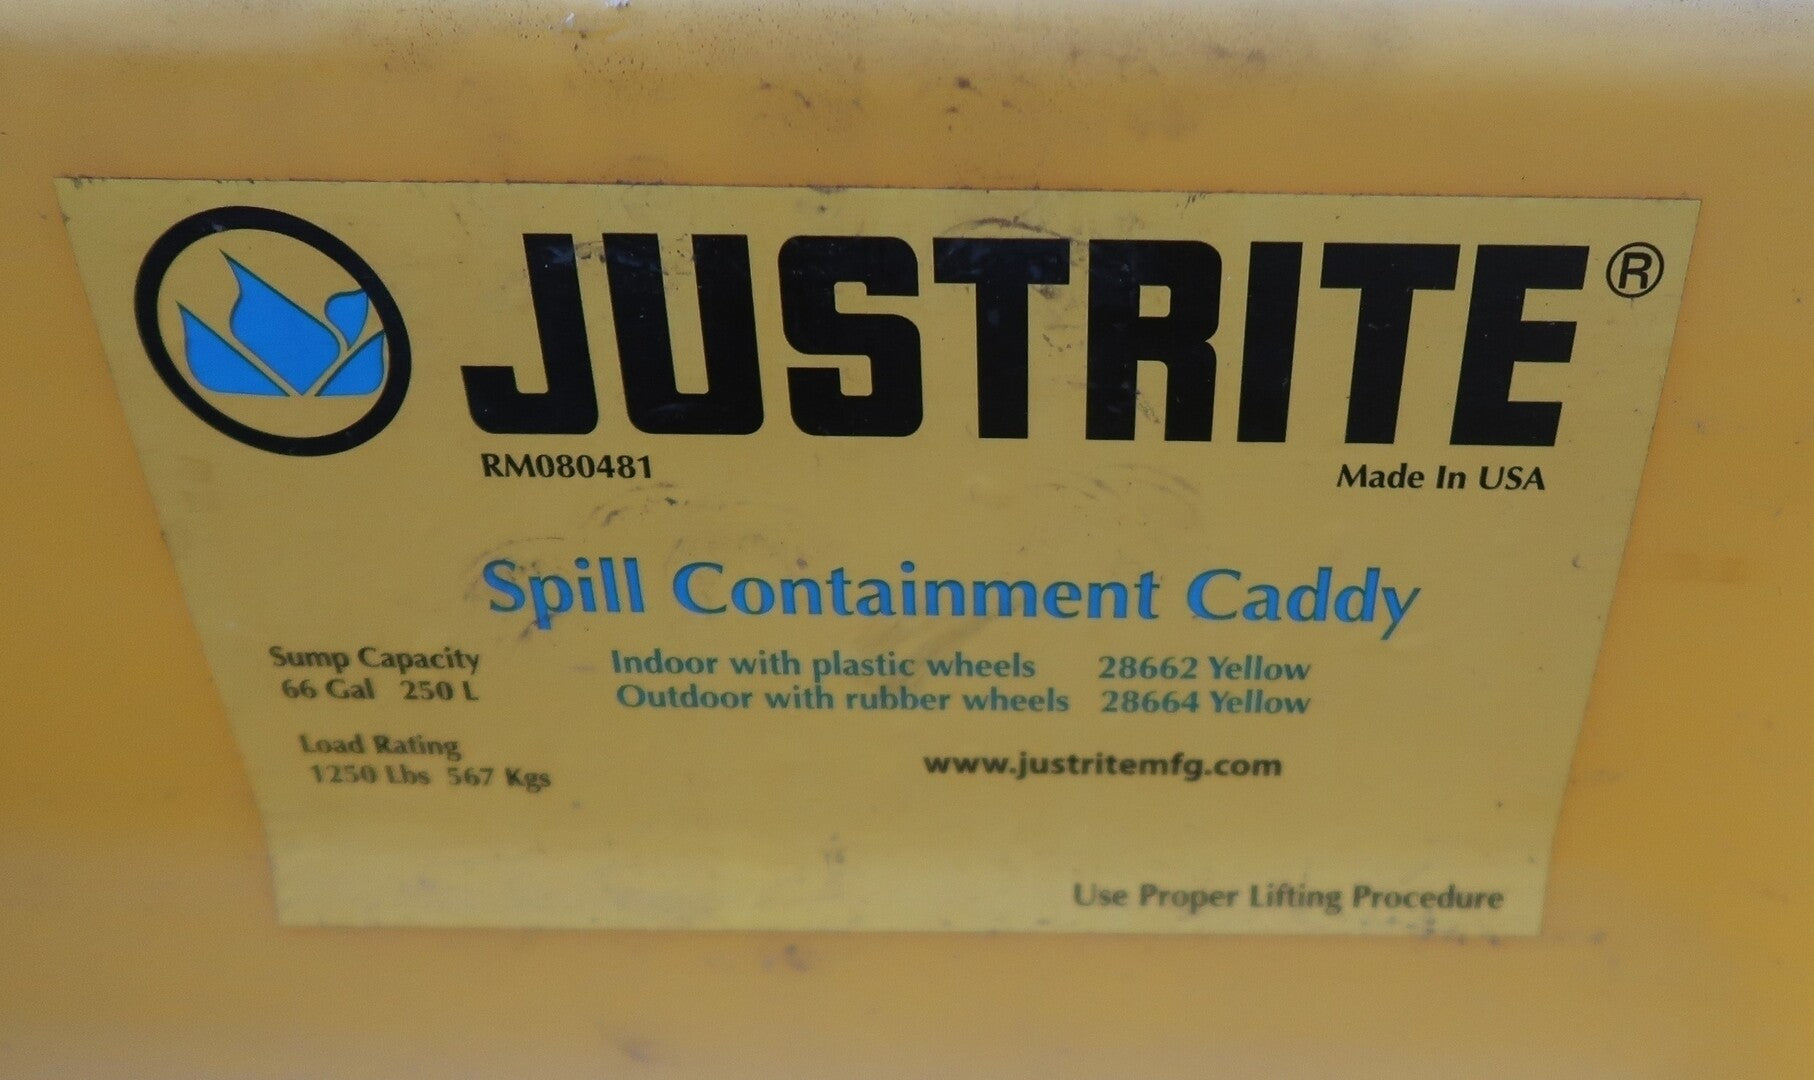 JUSTRITE®
RM080481 Made In USA
Spill Containment Caddy
Sump Capacity
66 Gal 250 L
Indoor with plastic wheels 28662 Yellow
Outdoor with rubber wheels 28664 Yellow
Load Rating
1250 Lbs 567 Kgs
www.justritemfg.com
Use Proper Lifting Procedure